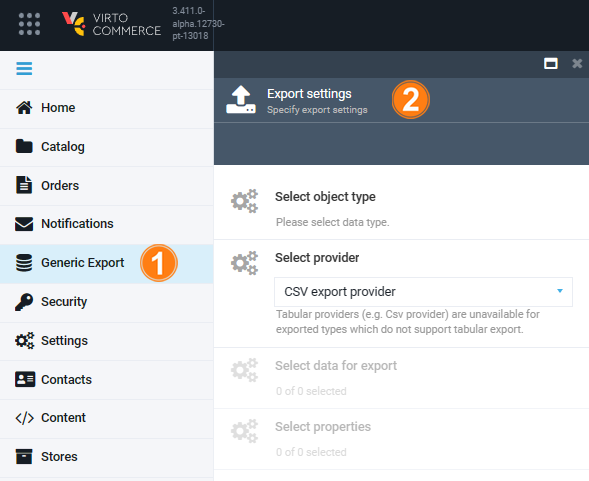 VIRTO
COMMERCE
3.411.0-
alpha.12730-
pt-13018
Home
Catalog
Orders
Notifications
Generic Export
1
Security
Settings
Contacts
Content
Stores
Export settings
Specify export settings
2
Select object type
Please select data type.
Select provider
CSV export provider
Tabular providers (e.g. Csv provider) are unavailable for
exported types which do not support tabular export.
Select data for export
0 of 0 selected
Select properties
0 of 0 selected